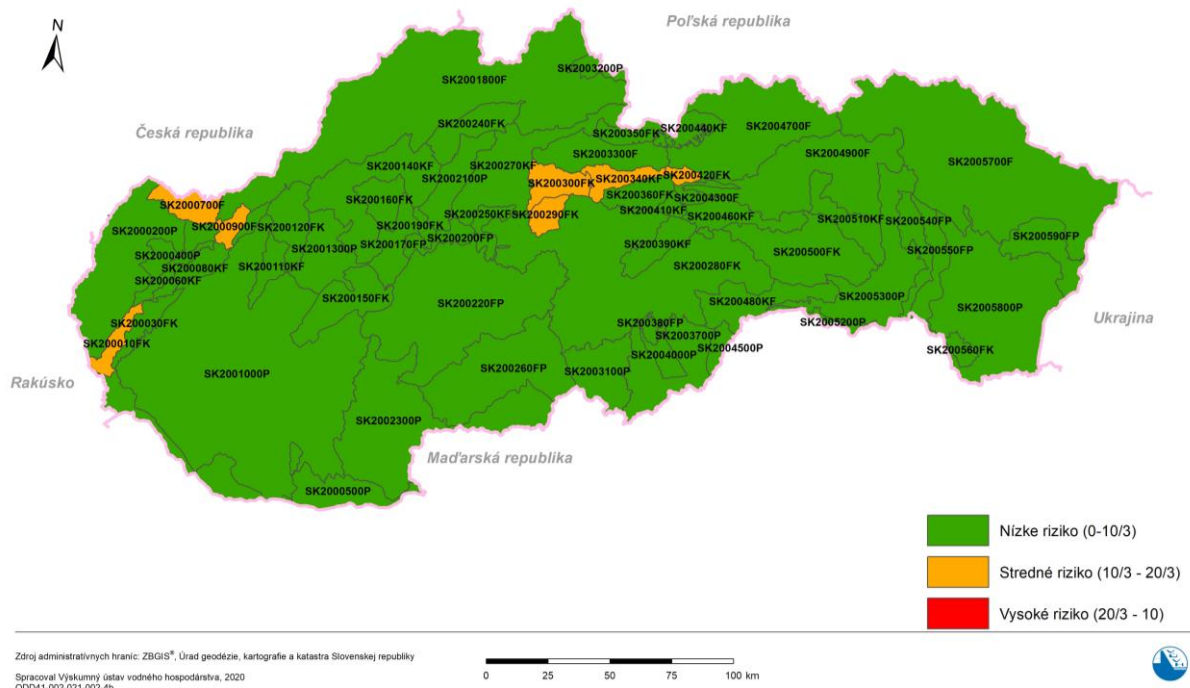 N
Poľská republika
SK2003200P
SK2001800F
SK200240FK
SK200350FK
SK200440KF
SK2004700F
Česká republika
SK2003300F
SK2004900F
SK2005700F
SK200140KF
SK200270KF
SK2002100P
SK200300FK
SK200340KF
SK200420FK
SK200160FK
SK200360FK
SK2004300F
SK2000700F
SK200250KF
SK200290FK
SK200410KF
SK200460KF
SK200510KF
SK200540FP
SK2000200P
SK2000900F
SK200120FK
SK200190FK
SK200170FP
SK200200FP
SK200390KF
SK200500FK
SK200550FP
SK200590FP
SK2000400P
SK2001300P
SK200080KF
SK200110KF
SK200280FK
SK200060KF
SK200150FK
SK200220FP
SK200480KF
SK2005300P
SK2005800P
SK200030FK
SK200380FP
SK2005200P
Ukrajina
SK200010FK
SK2003700P
SK2004000P
SK2004500P
SK200560FK
Rakúsko
SK2001000P
SK200260FP
SK2003100P
SK2002300P
Maďarská republika
SK2000500P
Nízke riziko (0-10/3)
Stredné riziko (10/3 - 20/3)
Vysoké riziko (20/3 - 10)
Zdroj administratívnych hraníc: ZBGIS®, Úrad geodézie, kartografie a katastra Slovenskej republiky
Spracoval Výskumný ústav vodného hospodárstva, 2020
0 25 50 75 100 km